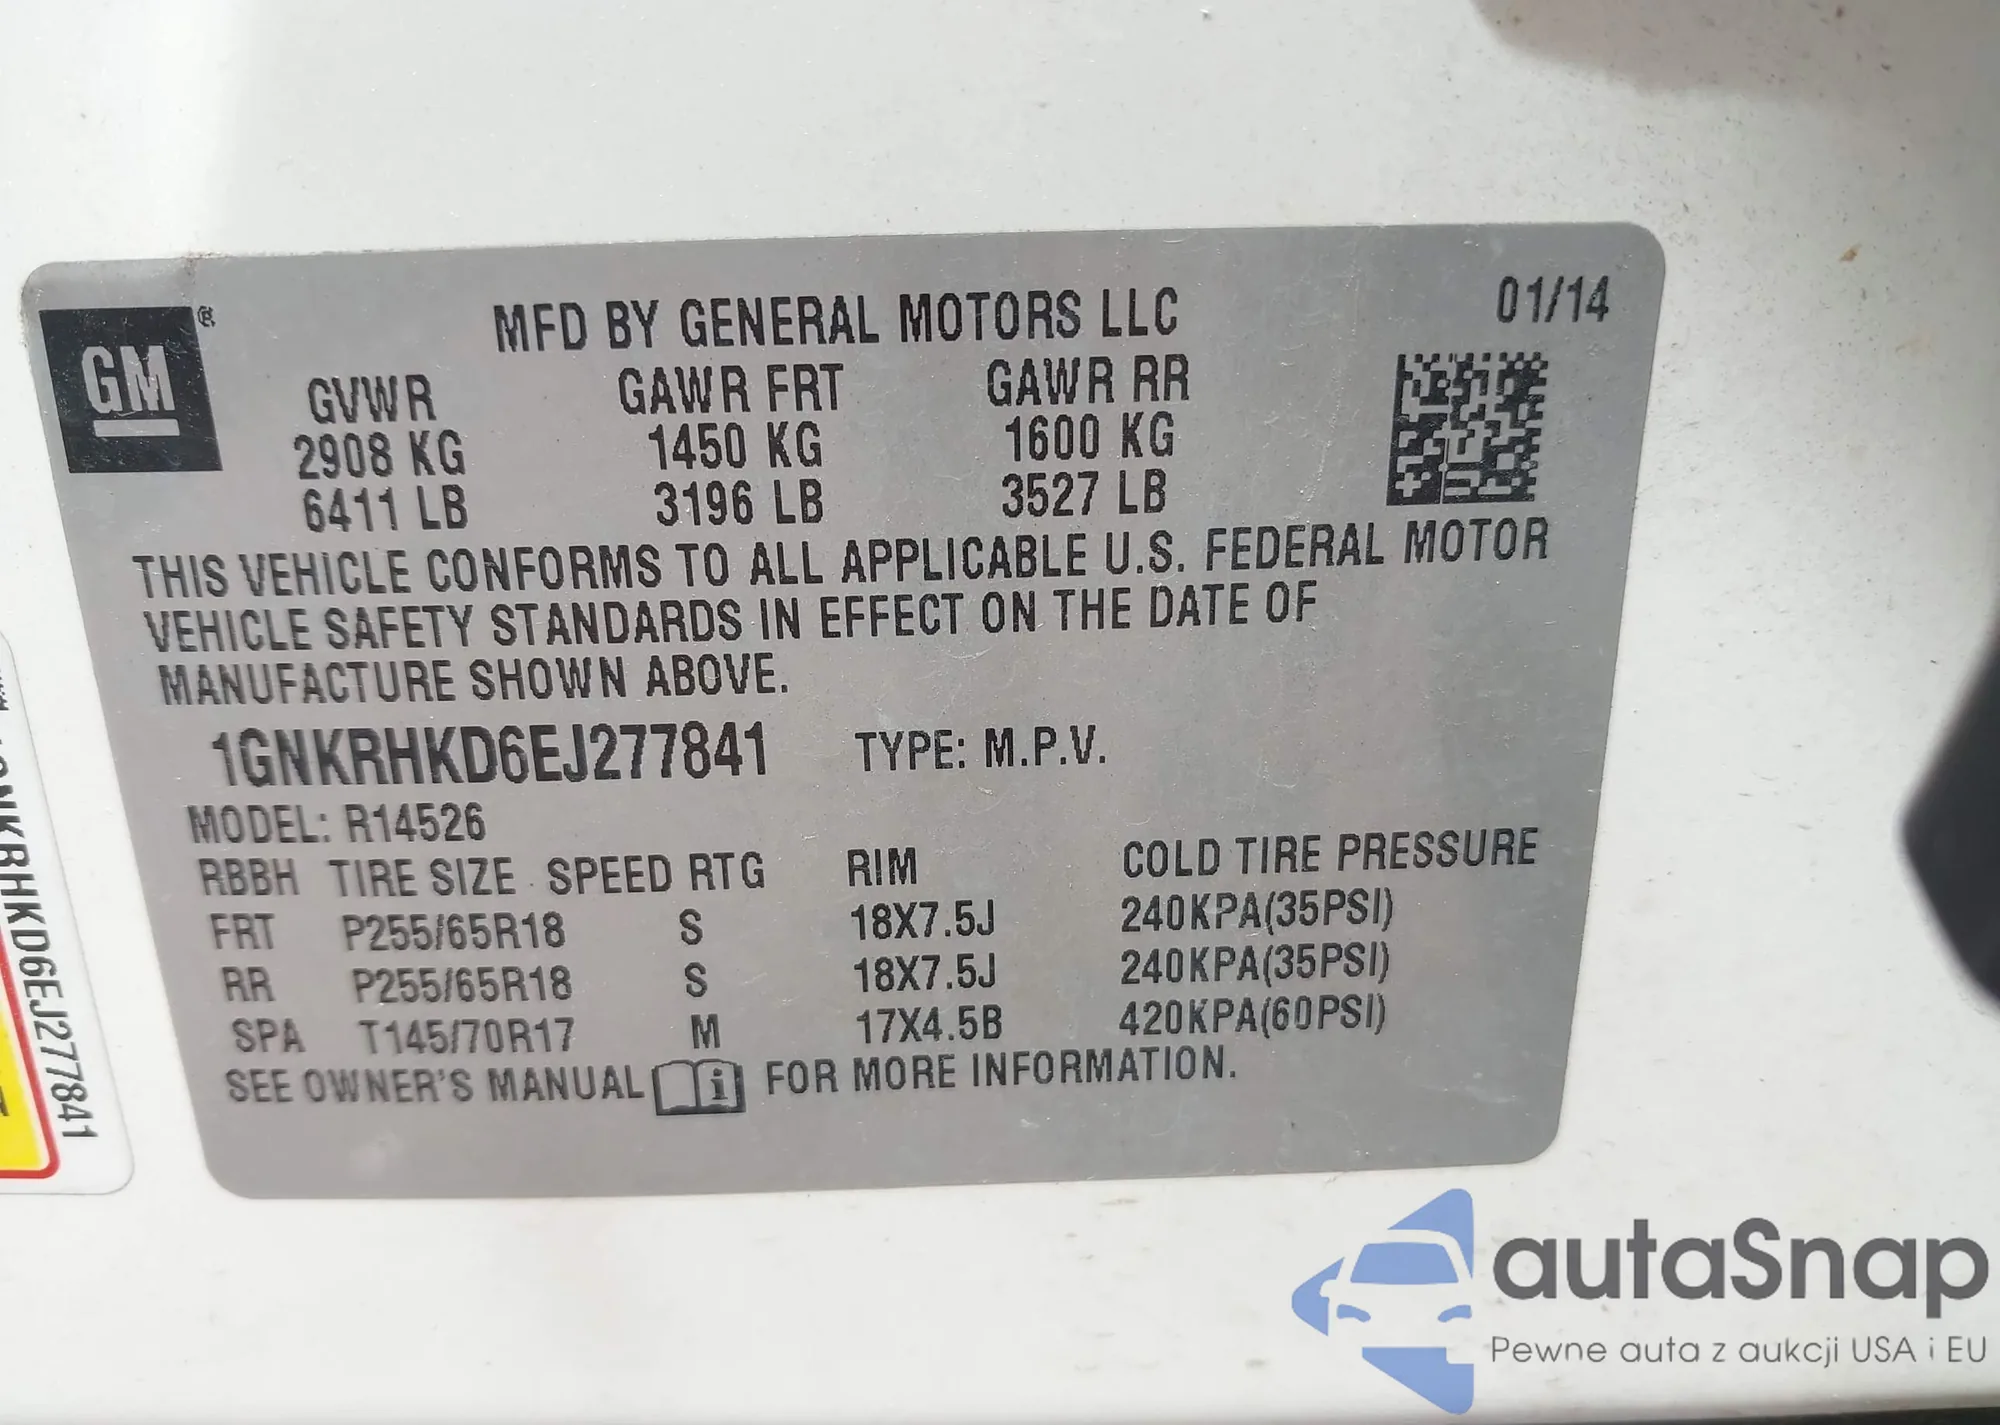 GM ®
MFD BY GENERAL MOTORS LLC
01/14
GVWR GAWR FRT GAWR RR
2908 KG 1450 KG 1600 KG
6411 LB 3196 LB 3527 LB
THIS VEHICLE CONFORMS TO ALL APPLICABLE U.S. FEDERAL MOTOR
VEHICLE SAFETY STANDARDS IN EFFECT ON THE DATE OF
MANUFACTURE SHOWN ABOVE.
1GNKRHKD6EJ277841 TYPE: M.P.V.
MODEL: R14526
RBBH TIRE SIZE SPEED RTG RIM COLD TIRE PRESSURE
FRT P255/65R18 S 18X7.5J 240KPA(35PSI)
RR P255/65R18 S 18X7.5J 240KPA(35PSI)
SPA T145/70R17 M 17X4.5B 420KPA(60PSI)
SEE OWNER'S MANUAL i FOR MORE INFORMATION.
1GNKRHKD6EJ277841
autaSnap
Pewne auta z aukcji USA i EU